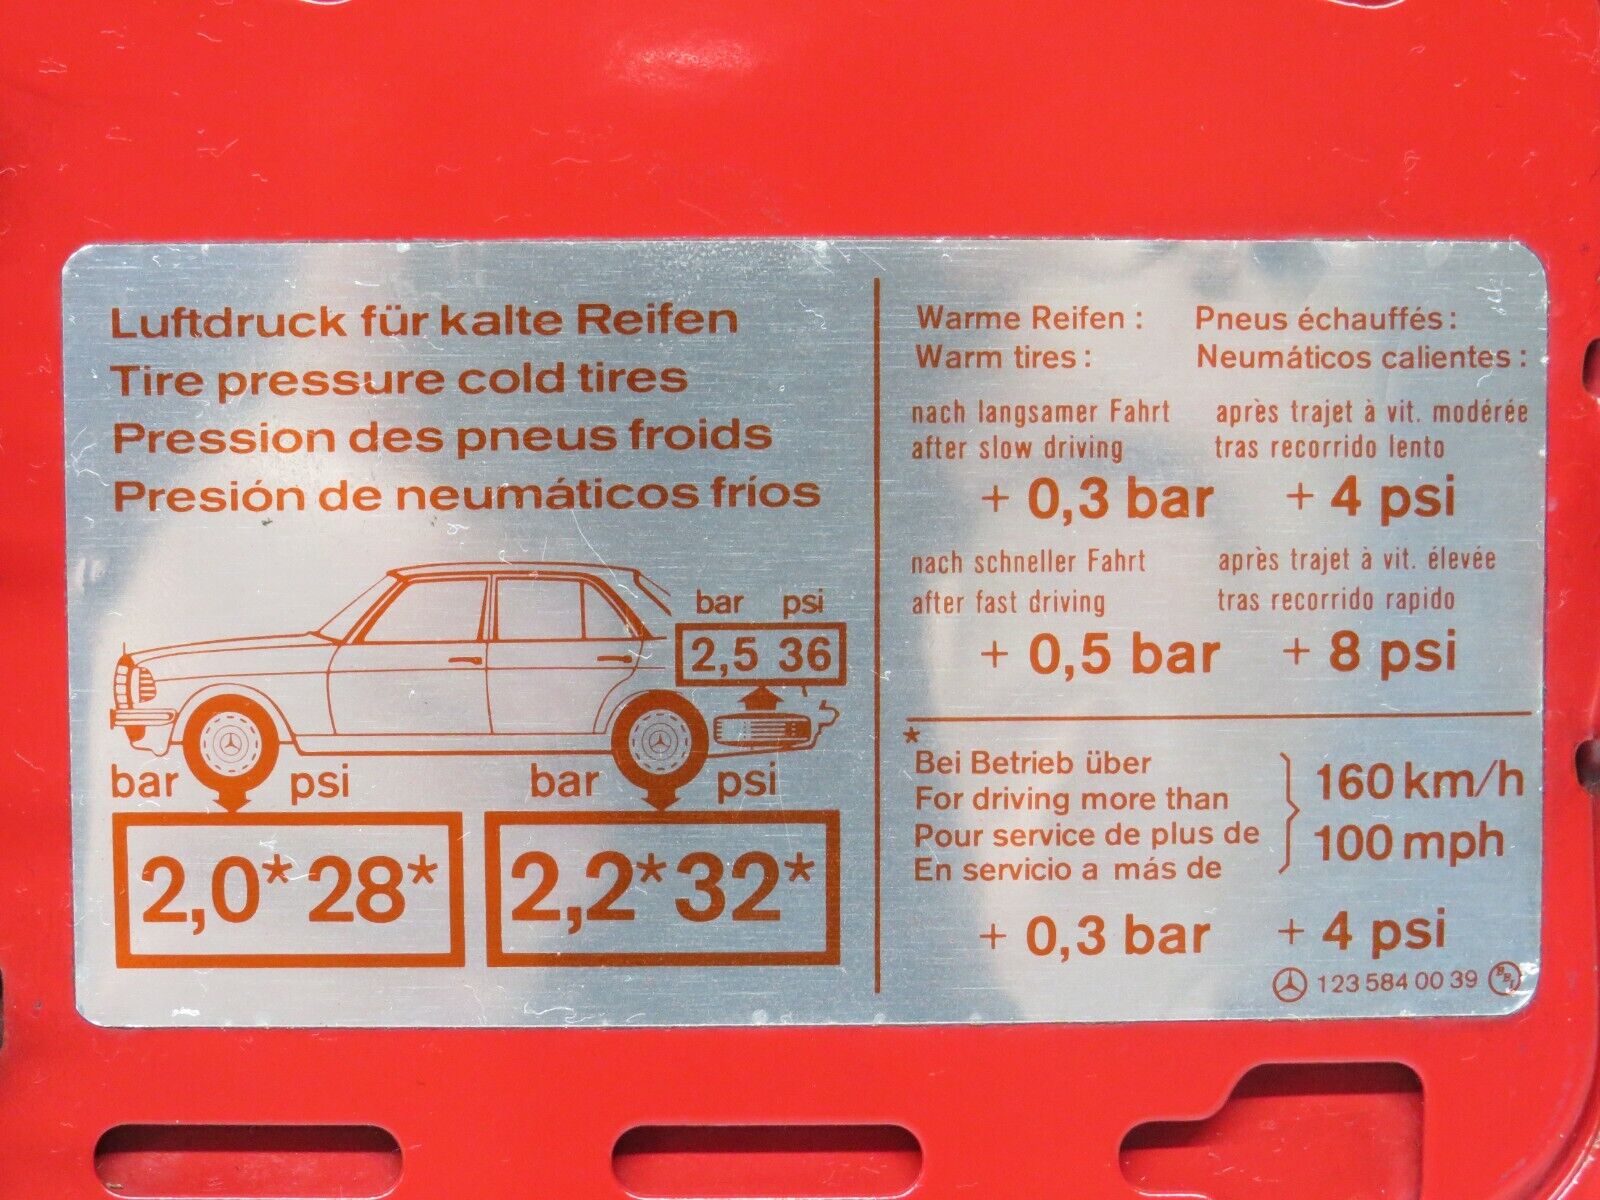 Luftdruck für kalte Reifen
Tire pressure cold tires
Pression des pneus froids
Presión de neumáticos fríos
bar psi
2,5 36
bar psi
2,0* 28*
bar psi
2,2* 32*
Warme Reifen :
Warm tires :
Pneus échauffés :
Neumáticos calientes :
nach langsamer Fahrt
after slow driving
après trajet à vit. modérée
tras recorrido lento
+ 0,3 bar + 4 psi
nach schneller Fahrt
after fast driving
après trajet à vit. élevée
tras recorrido rapido
+ 0,5 bar + 8 psi
*
Bei Betrieb über
For driving more than
Pour service de plus de
En servicio a más de
160 km/h
100 mph
+ 0,3 bar + 4 psi
123 584 00 39